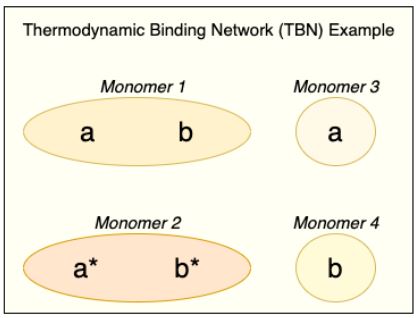 Thermodynamic Binding Network (TBN) Example
Monomer 1
Monomer 3
a b
a
Monomer 2
Monomer 4
a* b*
b